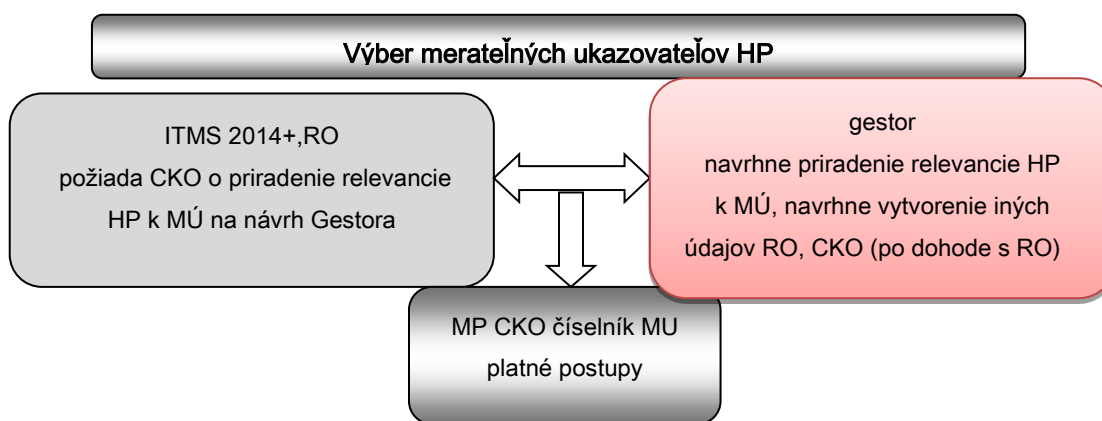 Výber merateľných ukazovateľov HP
ITMS 2014+,RO
požiada CKO o priradenie relevancie
HP k MÚ na návrh Gestora
gestor
navrhne priradenie relevancie HP
k MÚ, navrhne vytvorenie iných
údajov RO, CKO (po dohode s RO)
MP CKO číselník MU
platné postupy